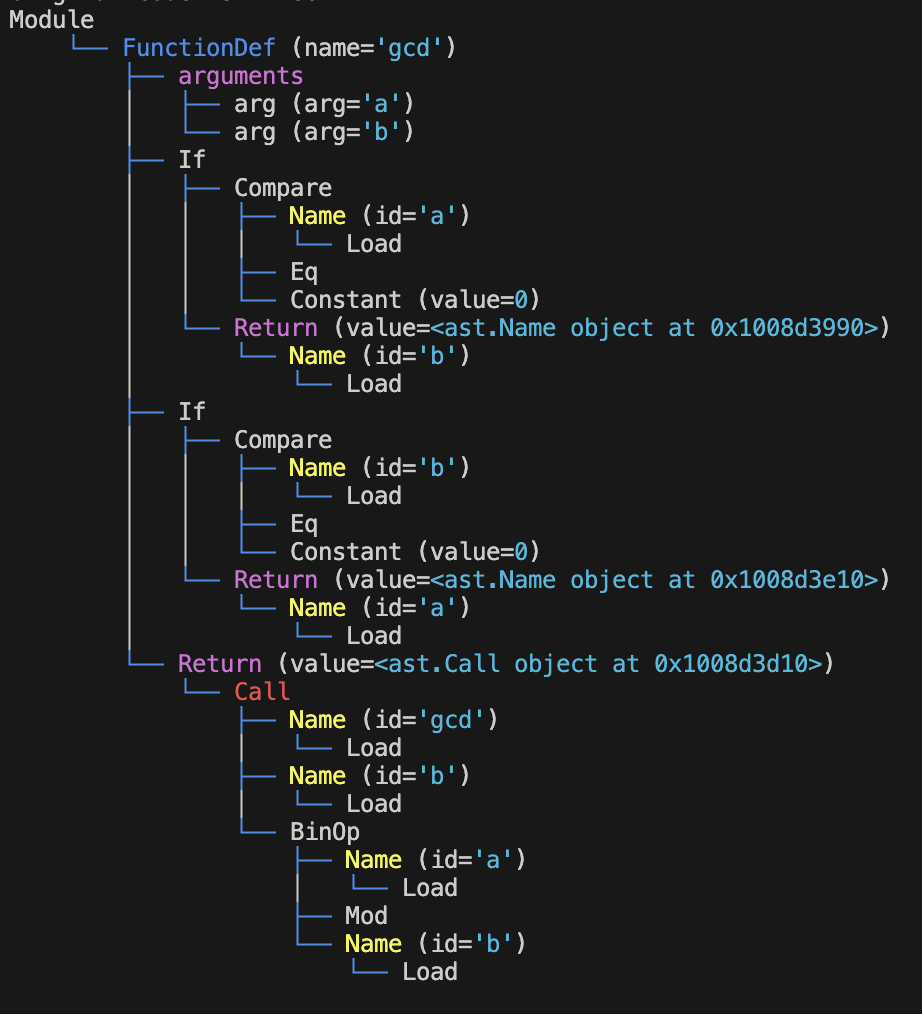 Module
└── FunctionDef (name='gcd')
├── arguments
│ ├── arg (arg='a')
│ └── arg (arg='b')
├── If
│ ├── Compare
│ │ ├── Name (id='a')
│ │ │ └── Load
│ │ ├── Eq
│ │ └── Constant (value=0)
│ └── Return (value=<ast.Name object at 0x1008d3990>)
│ └── Name (id='b')
│ └── Load
├── If
│ ├── Compare
│ │ ├── Name (id='b')
│ │ │ └── Load
│ │ ├── Eq
│ │ └── Constant (value=0)
│ └── Return (value=<ast.Name object at 0x1008d3e10>)
│ └── Name (id='a')
│ └── Load
└── Return (value=<ast.Call object at 0x1008d3d10>)
└── Call
├── Name (id='gcd')
│ └── Load
├── Name (id='b')
│ └── Load
└── BinOp
├── Name (id='a')
│ └── Load
├── Mod
└── Name (id='b')
└── Load